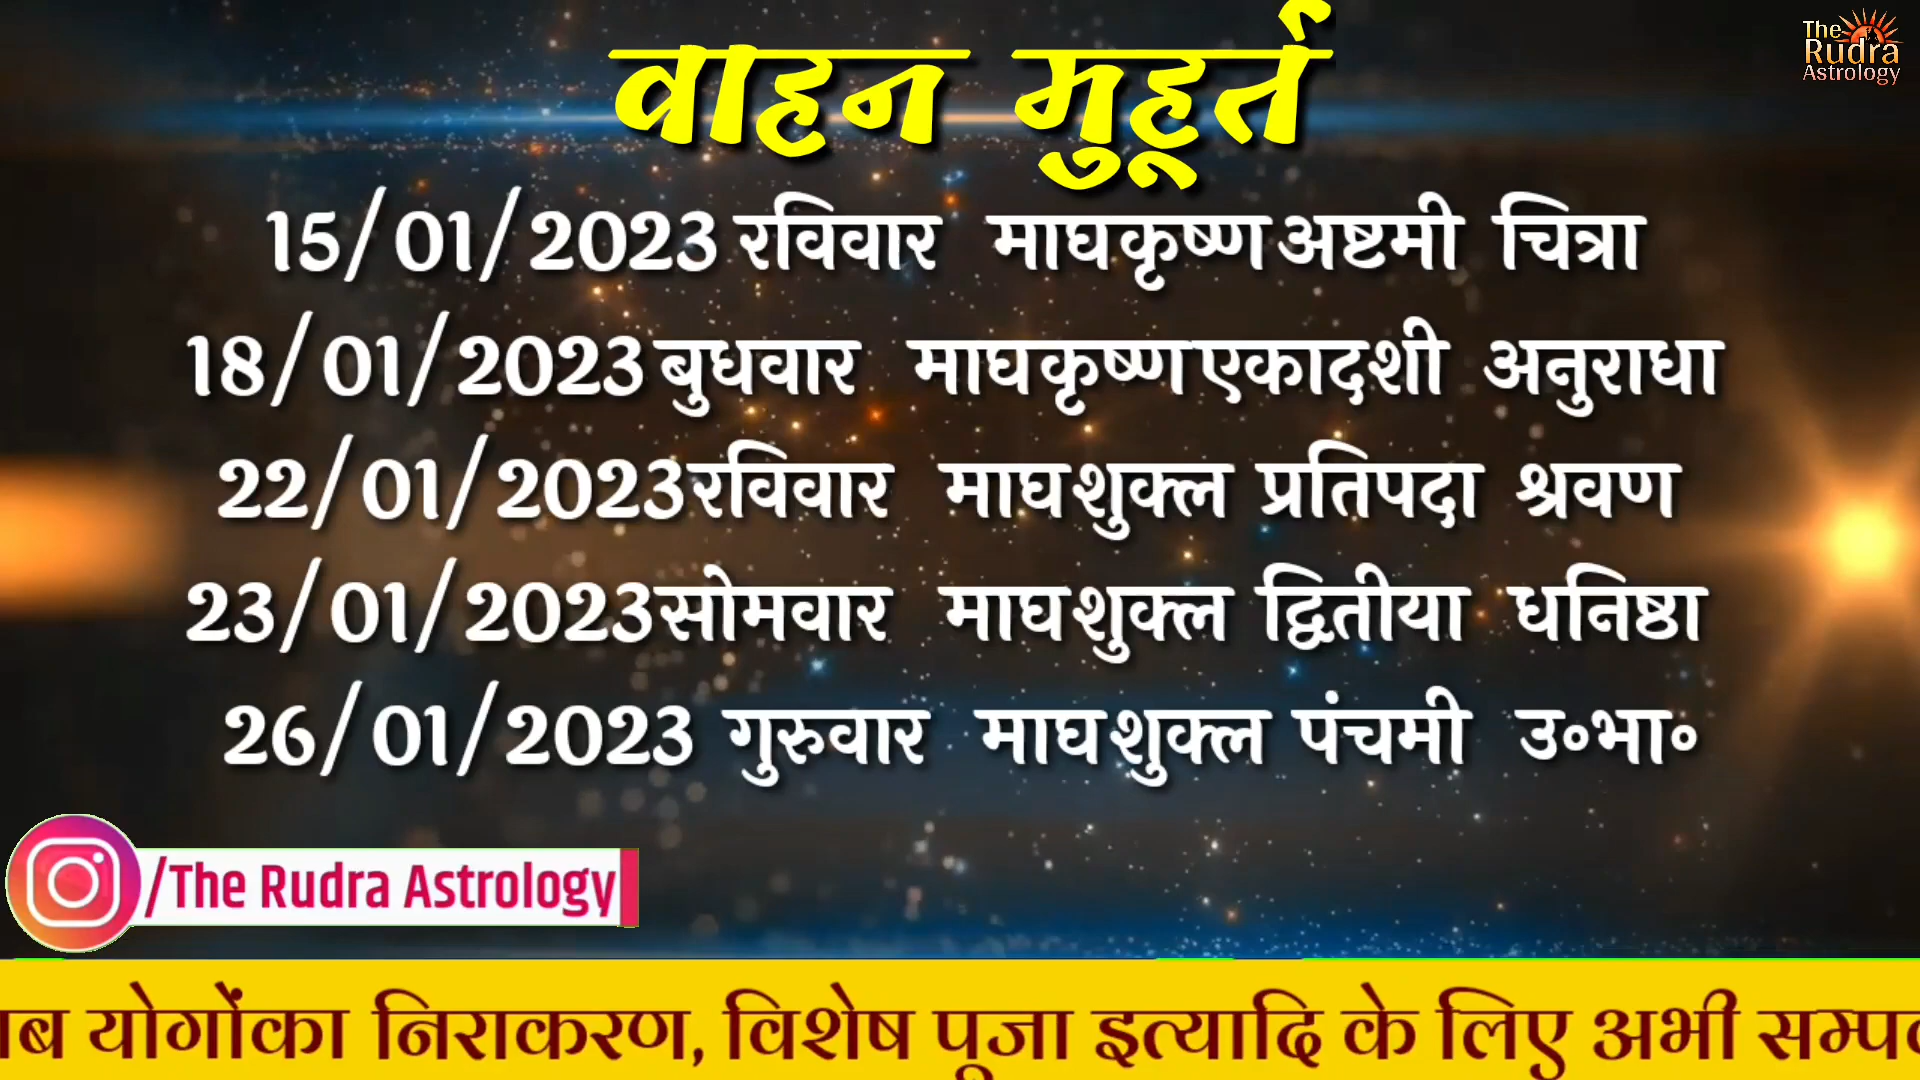 The
Rudra
Astrology
वाहन मुहूर्त
15/01/2023 रविवार माघकृष्ण अष्टमी चित्रा
18/01/2023 बुधवार माघकृष्ण एकादशी अनुराधा
22/01/2023 रविवार माघशुक्ल प्रतिपदा श्रवण
23/01/2023 सोमवार माघशुक्ल द्वितीया धनिष्ठा
26/01/2023 गुरुवार माघशुक्ल पंचमी उ॰भा॰
/The Rudra Astrology
योगोंका निराकरण, विशेष पूजा इत्यादि के लिए अभी